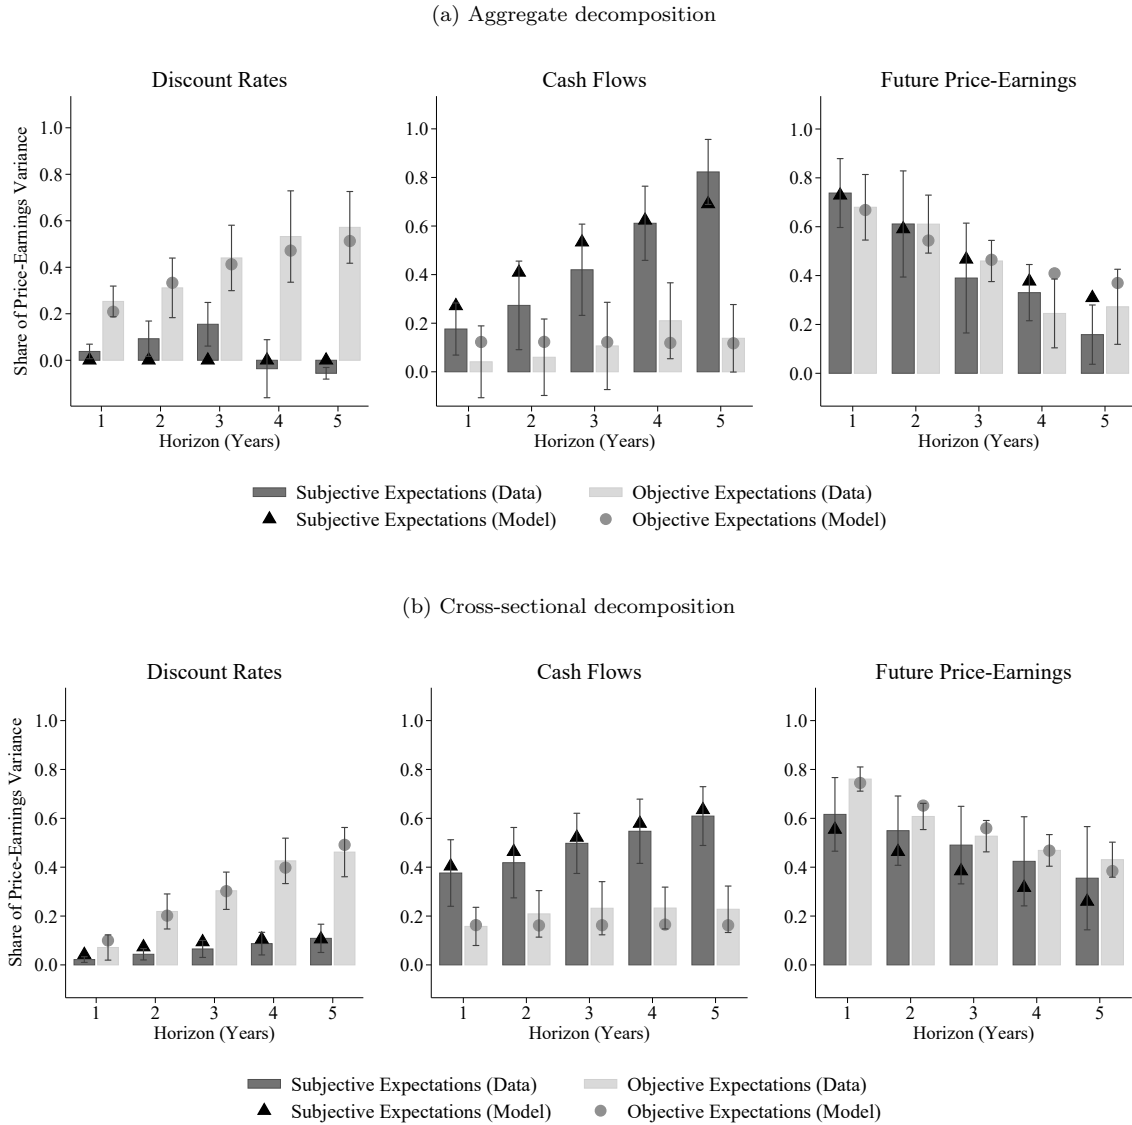 (a) Aggregate decomposition
Discount Rates
Cash Flows
Future Price-Earnings
Share of Price-Earnings Variance
1.0
0.8
0.6
0.4
0.2
0.0
1 2 3 4 5
Horizon (Years)
1.0
0.8
0.6
0.4
0.2
0.0
1 2 3 4 5
Horizon (Years)
1.0
0.8
0.6
0.4
0.2
0.0
1 2 3 4 5
Horizon (Years)
Subjective Expectations (Data)
Objective Expectations (Data)
Subjective Expectations (Model)
Objective Expectations (Model)
(b) Cross-sectional decomposition
Discount Rates
Cash Flows
Future Price-Earnings
Share of Price-Earnings Variance
1.0
0.8
0.6
0.4
0.2
0.0
1 2 3 4 5
Horizon (Years)
1.0
0.8
0.6
0.4
0.2
0.0
1 2 3 4 5
Horizon (Years)
1.0
0.8
0.6
0.4
0.2
0.0
1 2 3 4 5
Horizon (Years)
Subjective Expectations (Data)
Objective Expectations (Data)
Subjective Expectations (Model)
Objective Expectations (Model)